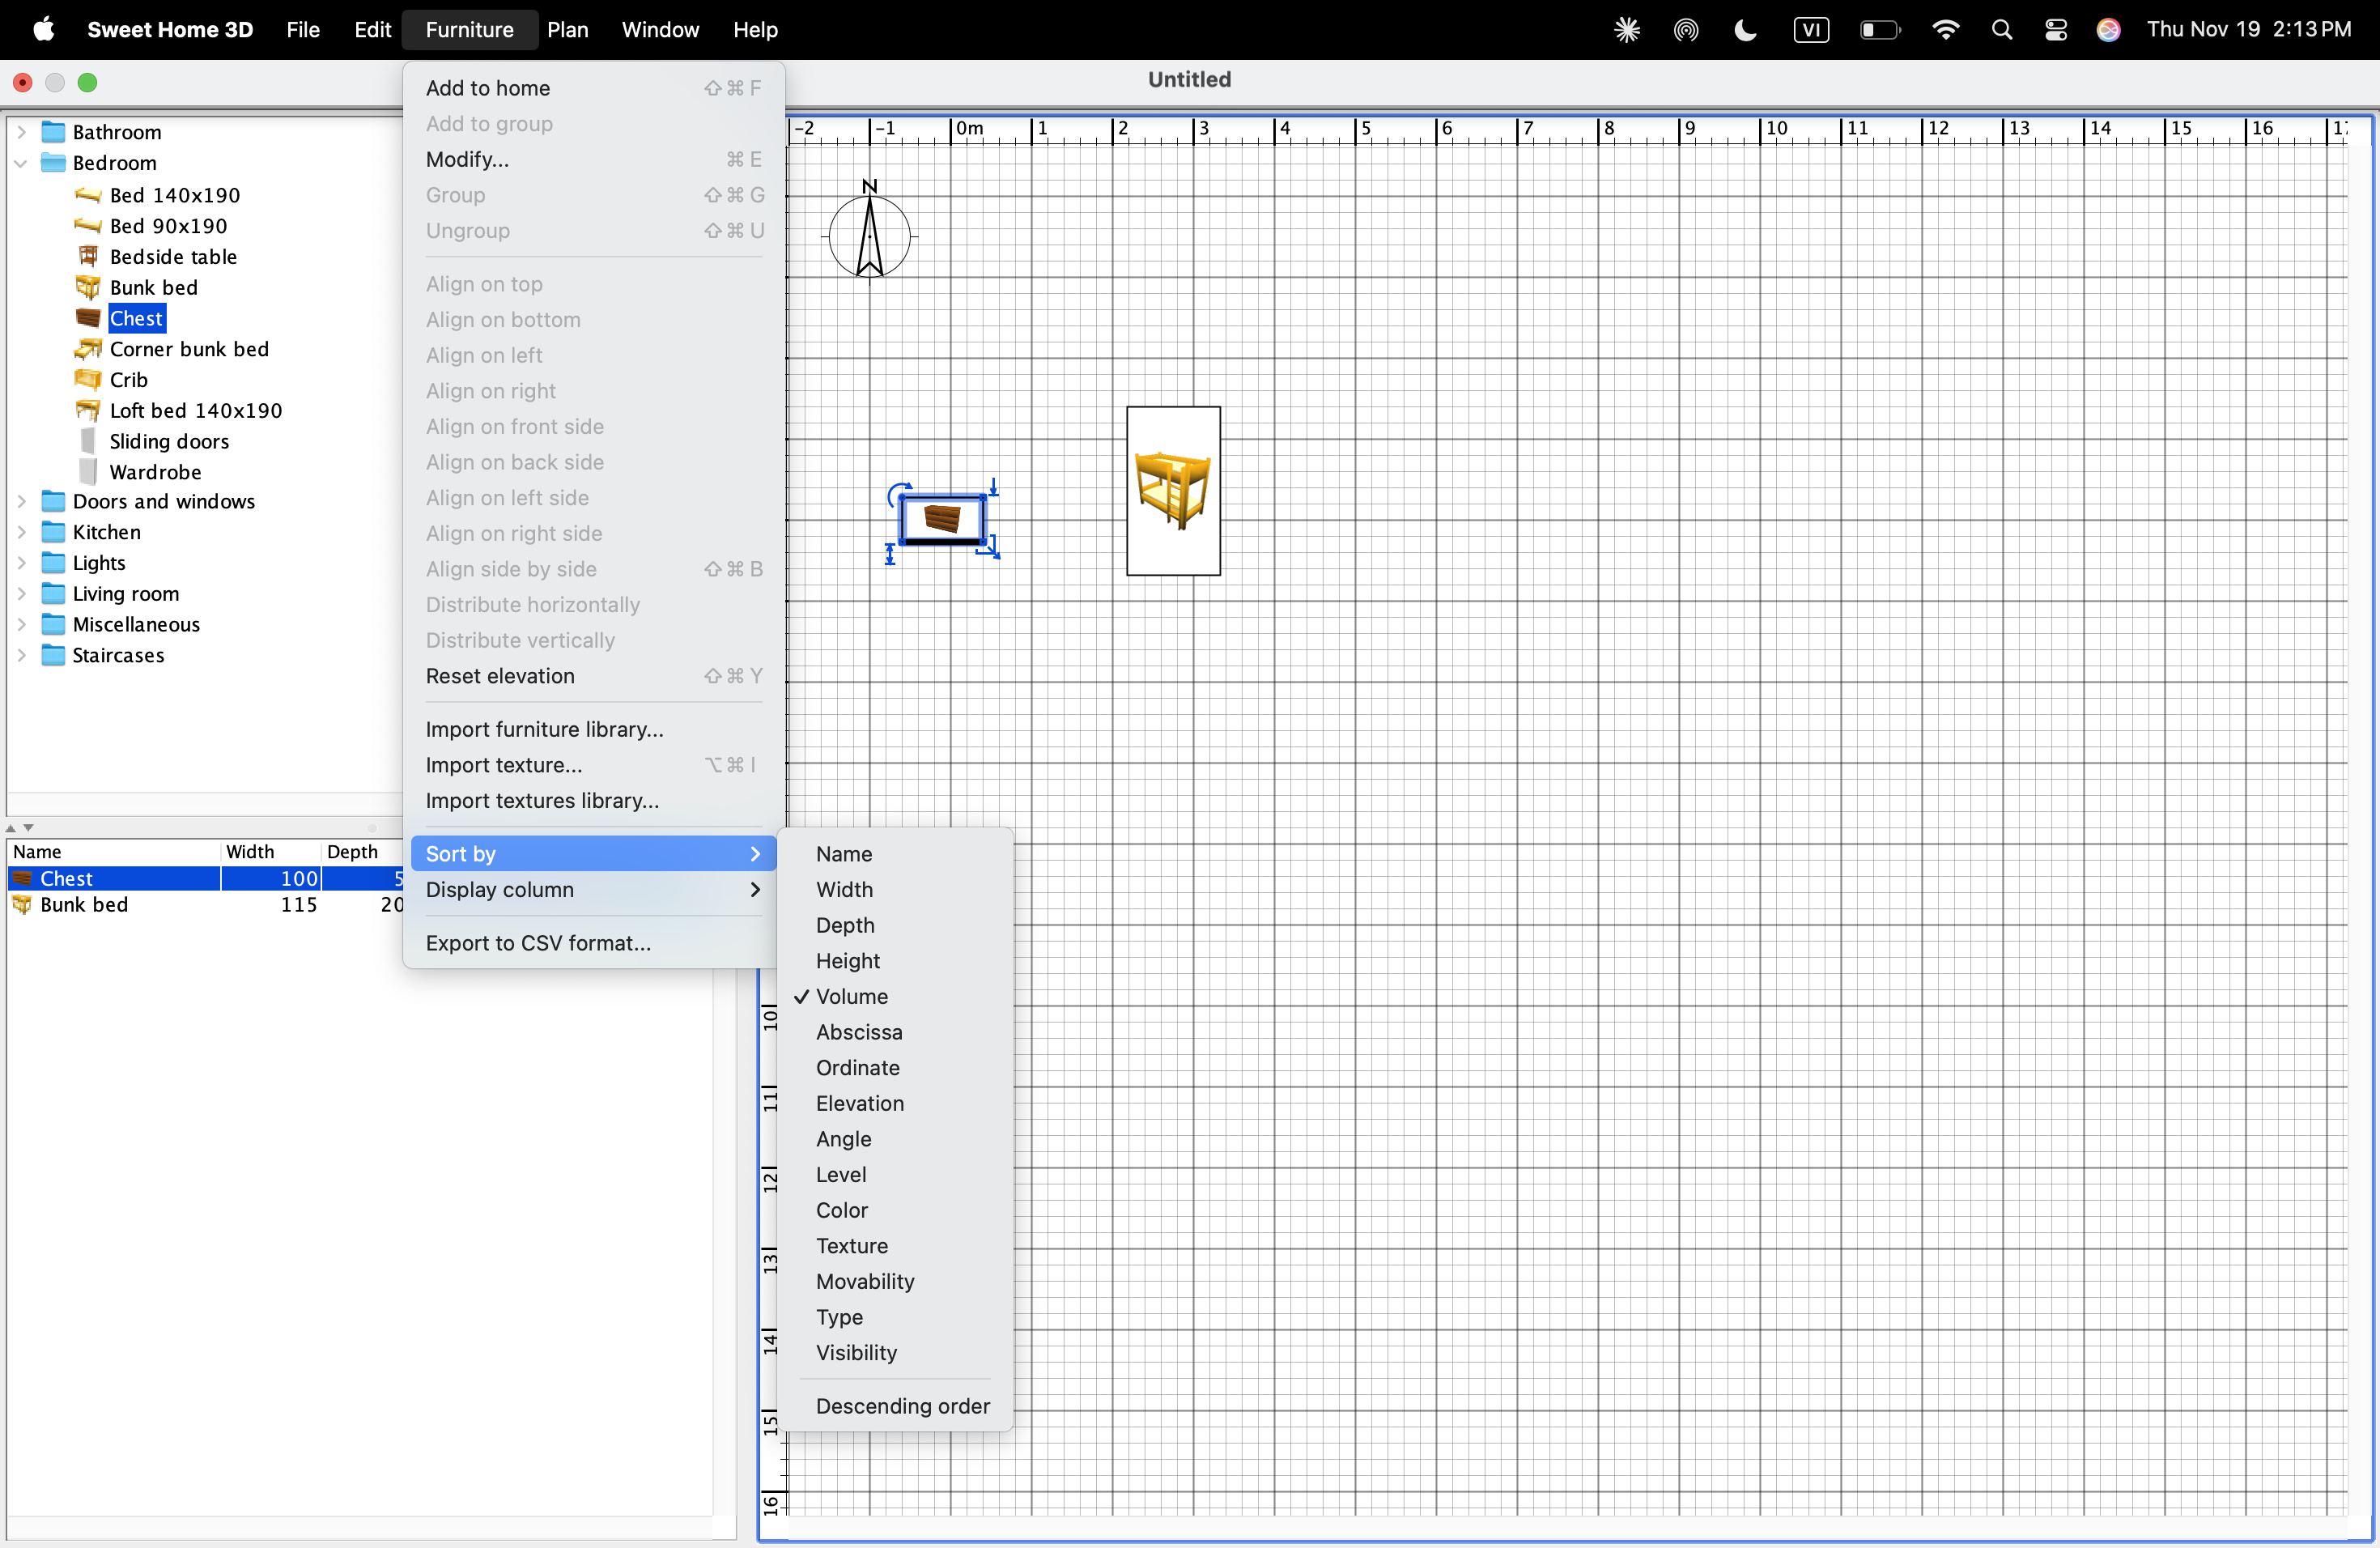 Sweet Home 3D File Edit Furniture Plan Window Help VI Thu Nov 19 2:13 PM
Untitled
Bathroom
Bedroom
Bed 140x190
Bed 90x190
Bedside table
Bunk bed
Chest
Corner bunk bed
Crib
Loft bed 140x190
Sliding doors
Wardrobe
Doors and windows
Kitchen
Lights
Living room
Miscellaneous
Staircases
Name Width Depth
Chest 100 5
Bunk bed 115 20
Add to home ⇧⌘F
Add to group
Modify... ⌘E
Group ⇧⌘G
Ungroup ⇧⌘U
Align on top
Align on bottom
Align on left
Align on right
Align on front side
Align on back side
Align on left side
Align on right side
Align side by side ⇧⌘B
Distribute horizontally
Distribute vertically
Reset elevation ⇧⌘Y
Import furniture library...
Import texture... ⌥⌘I
Import textures library...
Sort by
Display column
Export to CSV format...
Name
Width
Depth
Height
✓ Volume
Abscissa
Ordinate
Elevation
Angle
Level
Color
Texture
Movability
Type
Visibility
Descending order
-2 -1 0m 1 2 3 4 5 6 7 8 9 10 11 12 13 14 15 16
N
10
11
12
13
14
15
16